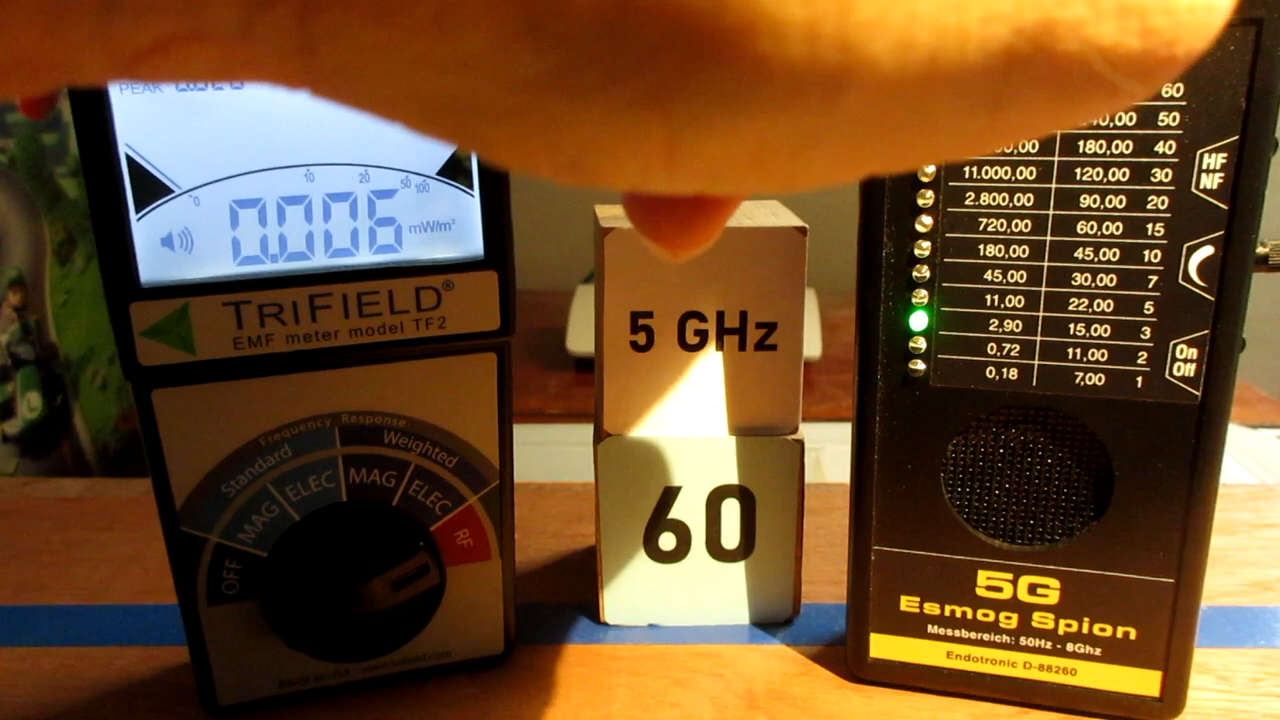 PEAK
0 10 20 50 100
0.006 mW/m²
TRIFIELD®
EMF meter model TF2
Frequency Response
Standard Weighted
OFF MAG ELEC MAG ELEC RF
5 GHz
60
60
50
180,00 40
11.000,00 120,00 30
2.800,00 90,00 20
720,00 60,00 15
180,00 45,00 10
45,00 30,00 7
11,00 22,00 5
2,90 15,00 3
0,72 11,00 2
0,18 7,00 1
HF
NF
On
Off
5G
Esmog Spion
Messbereich: 50Hz - 8Ghz
Endotronic D-88260